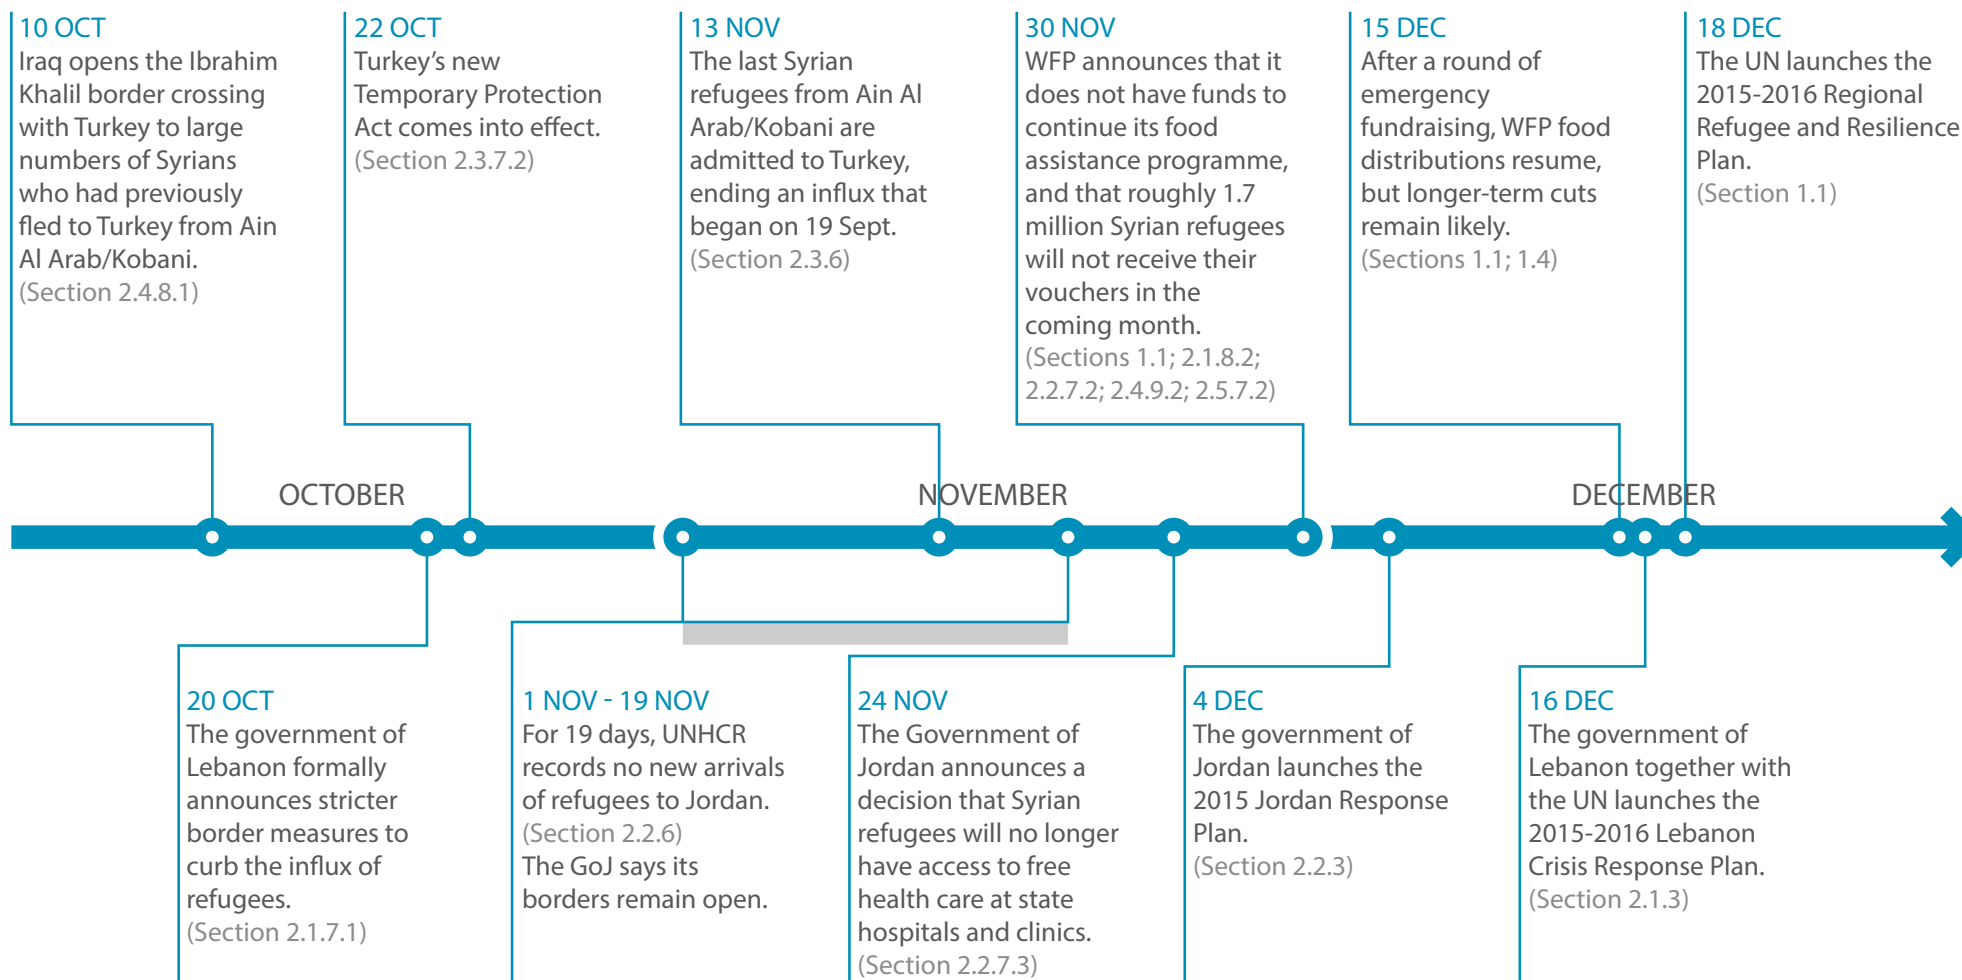 10 OCT
Iraq opens the Ibrahim
Khalil border crossing
with Turkey to large
numbers of Syrians
who had previously
fled to Turkey from Ain
Al Arab/Kobani.
(Section 2.4.8.1)
22 OCT
Turkey's new
Temporary Protection
Act comes into effect.
(Section 2.3.7.2)
13 NOV
The last Syrian
refugees from Ain Al
Arab/Kobani are
admitted to Turkey,
ending an influx that
began on 19 Sept.
(Section 2.3.6)
30 NOV
WFP announces that it
does not have funds to
continue its food
assistance programme,
and that roughly 1.7
million Syrian refugees
will not receive their
vouchers in the
coming month.
(Sections 1.1; 2.1.8.2;
2.2.7.2; 2.4.9.2; 2.5.7.2)
15 DEC
After a round of
emergency
fundraising, WFP food
distributions resume,
but longer-term cuts
remain likely.
(Sections 1.1; 1.4)
18 DEC
The UN launches the
2015-2016 Regional
Refugee and Resilience
Plan.
(Section 1.1)
OCTOBER
NOVEMBER
DECEMBER
20 OCT
The government of
Lebanon formally
announces stricter
border measures to
curb the influx of
refugees.
(Section 2.1.7.1)
1 NOV - 19 NOV
For 19 days, UNHCR
records no new arrivals
of refugees to Jordan.
(Section 2.2.6)
The GoJ says its
borders remain open.
24 NOV
The Government of
Jordan announces a
decision that Syrian
refugees will no longer
have access to free
health care at state
hospitals and clinics.
(Section 2.2.7.3)
4 DEC
The government of
Jordan launches the
2015 Jordan Response
Plan.
(Section 2.2.3)
16 DEC
The government of
Lebanon together with
the UN launches the
2015-2016 Lebanon
Crisis Response Plan.
(Section 2.1.3)